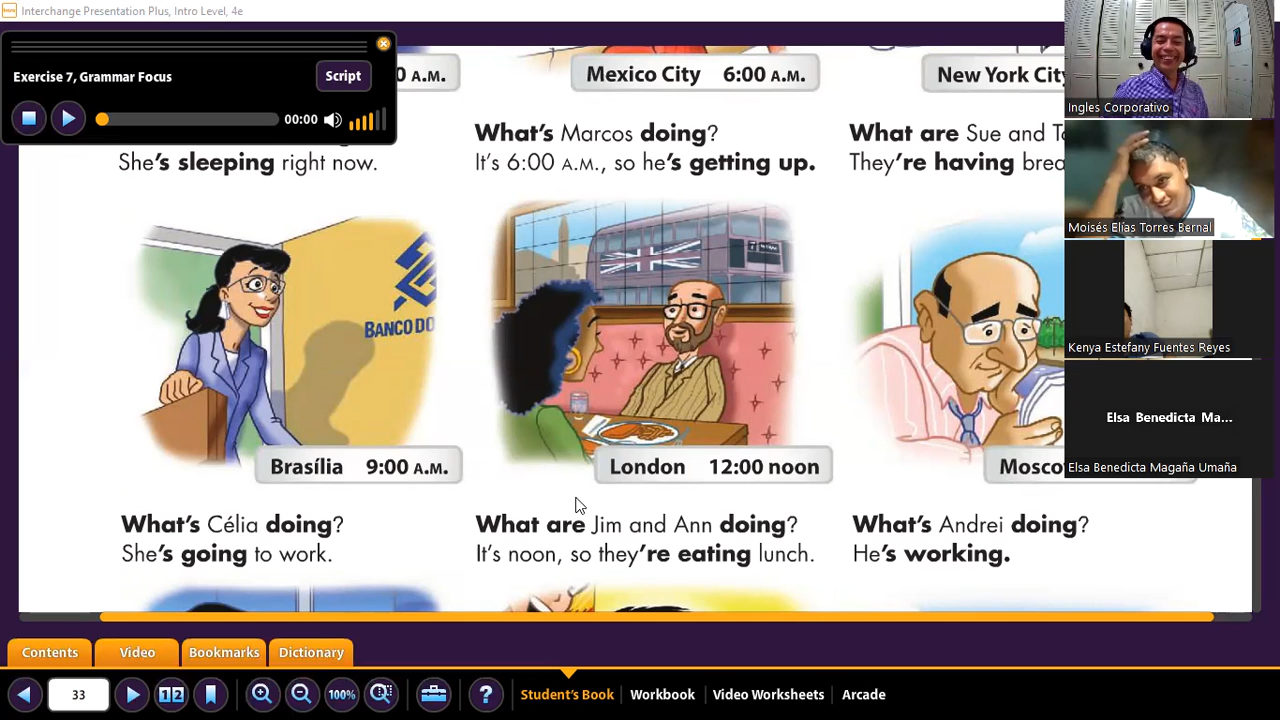 Interchange Presentation Plus, Intro Level, 4e
Exercise 7, Grammar Focus
Script
00:00
0 A.M.
Mexico City 6:00 A.M.
New York City
Ingles Corporativo
She's sleeping right now.
What's Marcos doing?
It's 6:00 A.M., so he's getting up.
What are Sue and
They're having
Moisés Elías Torres Bernal
BANCO DO
Kenya Estefany Fuentes Reyes
Elsa Benedicta Ma...
Elsa Benedicta Magaña Umaña
Brasília 9:00 A.M.
London 12:00 noon
What's Célia doing?
She's going to work.
What are Jim and Ann doing?
It's noon, so they're eating lunch.
What's Andrei doing?
He's working.
Contents
Video
Bookmarks
Dictionary
33
1 2
100%
?
Student's Book
Workbook
Video Worksheets
Arcade